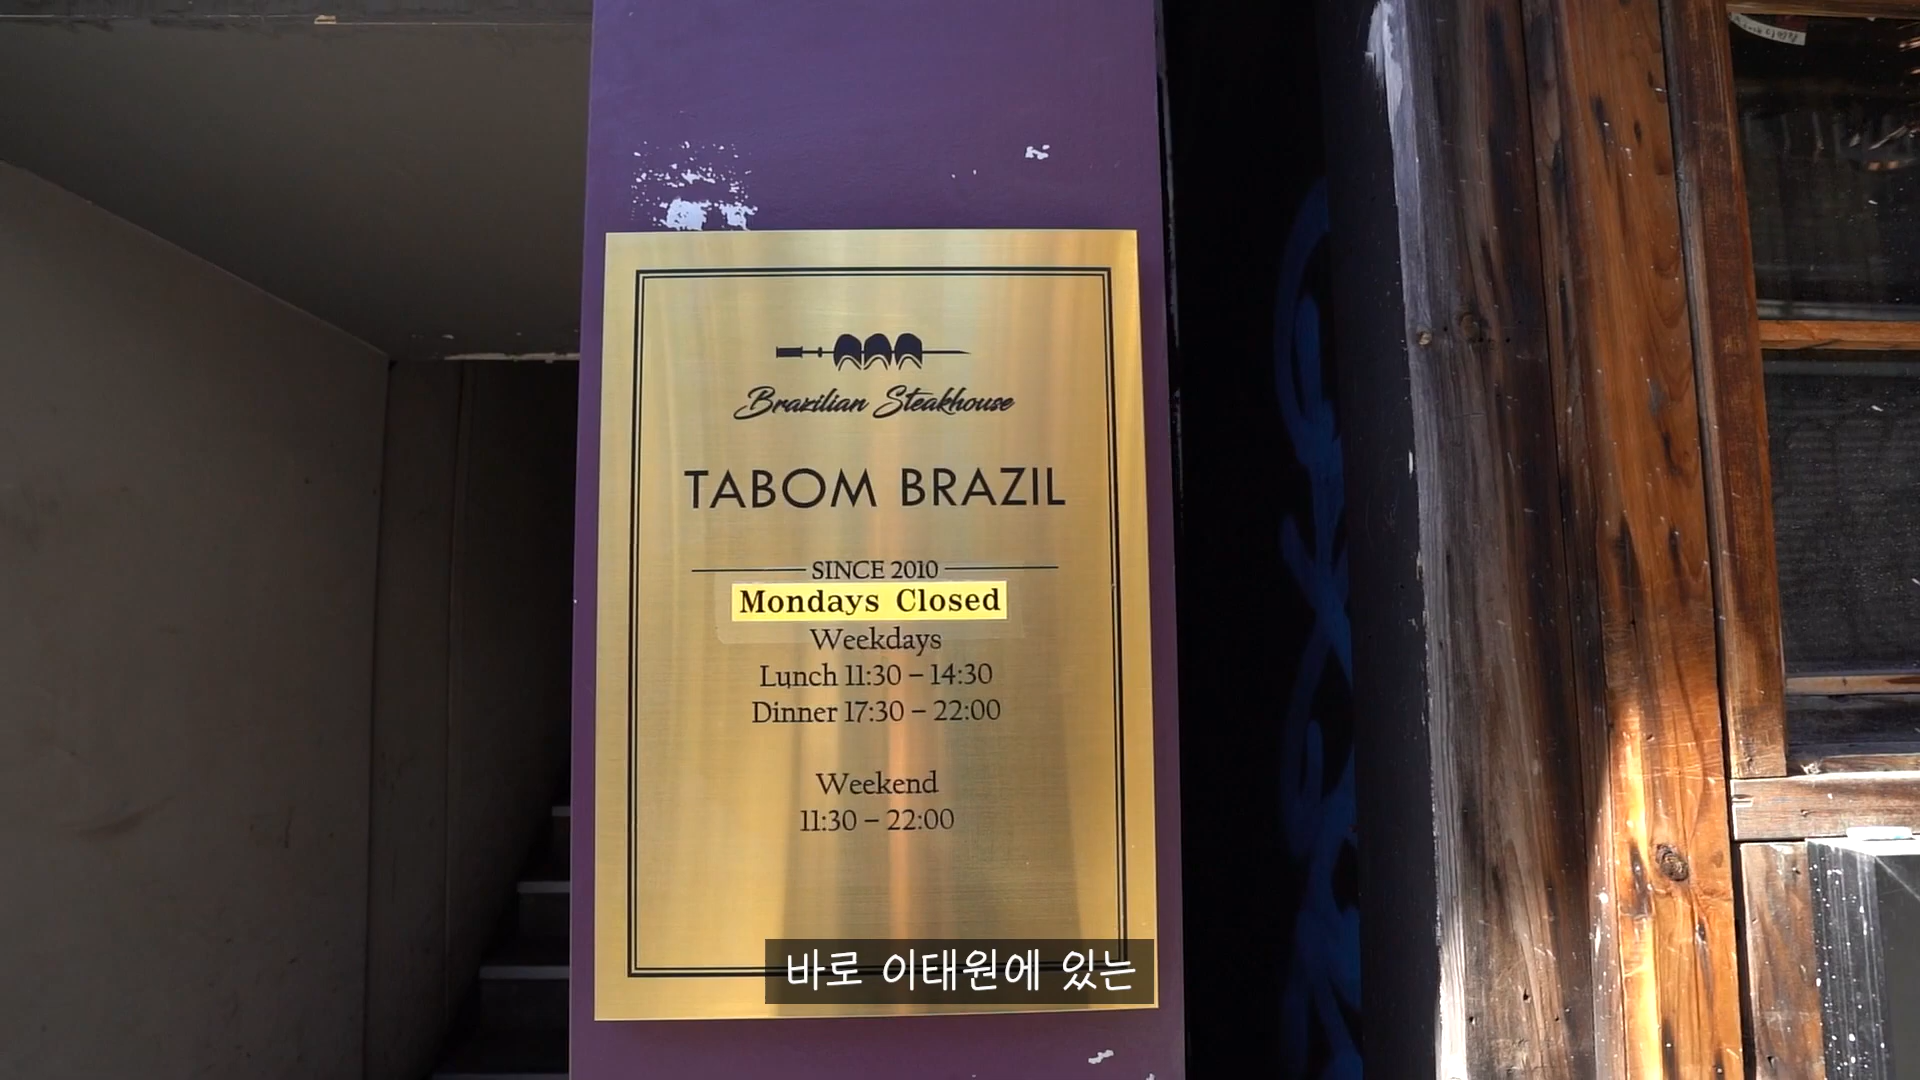 Brazilian Steakhouse
TABOM BRAZIL
SINCE 2010
Mondays Closed
Weekdays
Lunch 11:30 – 14:30
Dinner 17:30 – 22:00
Weekend
11:30 – 22:00
바로 이태원에 있는